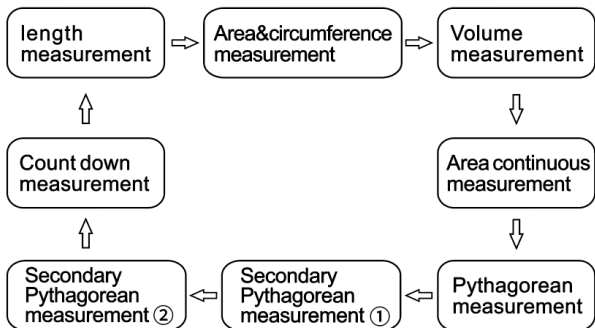 length
measurement
Area&circumference
measurement
Volume
measurement
Count down
measurement
Area continuous
measurement
Secondary
Pythagorean
measurement ②
Secondary
Pythagorean
measurement ①
Pythagorean
measurement